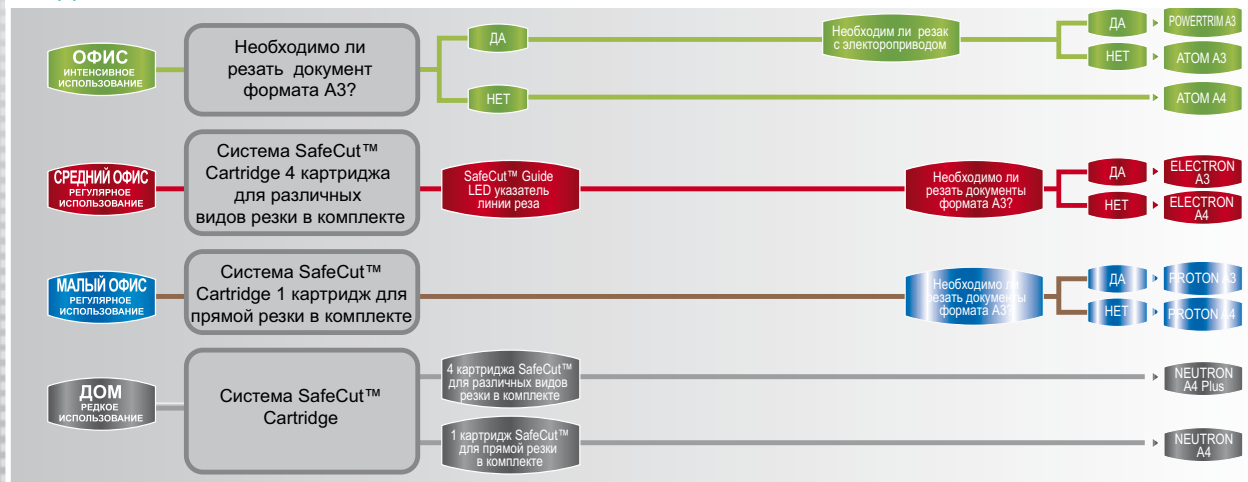 ОФИС
ИНТЕНСИВНОЕ
ИСПОЛЬЗОВАНИЕ
Необходимо ли
резать документ
формата А3?
ДА
НЕТ
Необходим ли резак
с электороприводом
ДА
НЕТ
POWERTRIM A3
ATOM A3
ATOM A4
СРЕДНИЙ ОФИС
РЕГУЛЯРНОЕ
ИСПОЛЬЗОВАНИЕ
Система SafeCut™
Cartridge 4 картриджа
для различных
видов резки в комплекте
SafeCut™ Guide
LED указатель
линии реза
Необходимо ли
резать документы
формата А3?
ДА
НЕТ
ELECTRON
A3
ELECTRON
A4
МАЛЫЙ ОФИС
РЕГУЛЯРНОЕ
ИСПОЛЬЗОВАНИЕ
Система SafeCut™
Cartridge 1 картридж для
прямой резки в комплекте
Необходимо ли
резать документы
формата А3?
ДА
НЕТ
PROTON A3
PROTON A4
ДОМ
РЕДКОЕ
ИСПОЛЬЗОВАНИЕ
Система SafeCut™
Cartridge
4 картриджа SafeCut™
для различных видов
резки в комплекте
NEUTRON
A4 Plus
1 картридж SafeCut™
для прямой резки
в комплекте
NEUTRON
A4